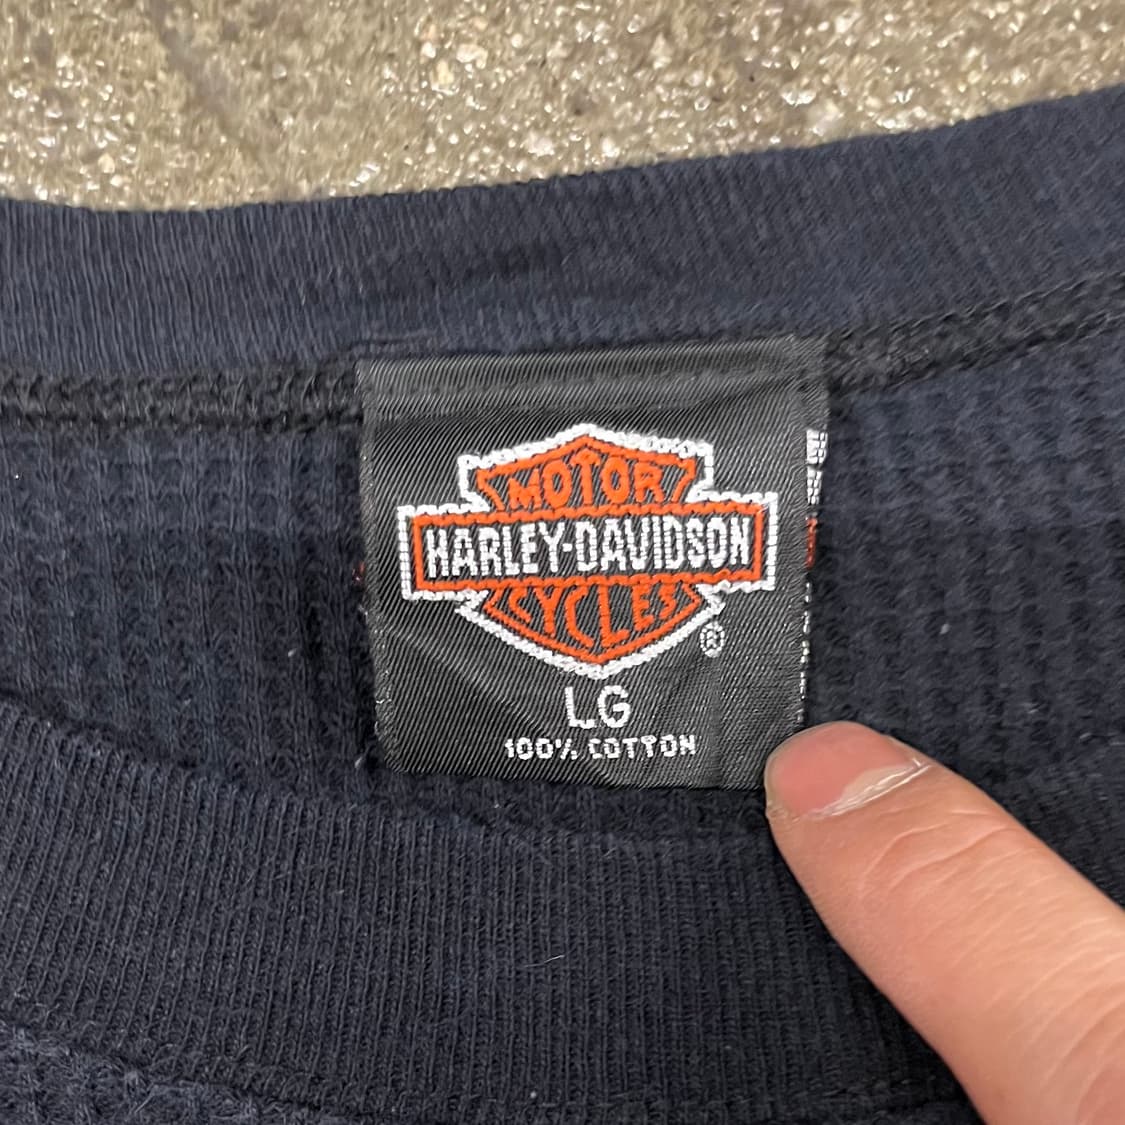 MOTOR
HARLEY-DAVIDSON
CYCLES
®
LG
100% COTTON